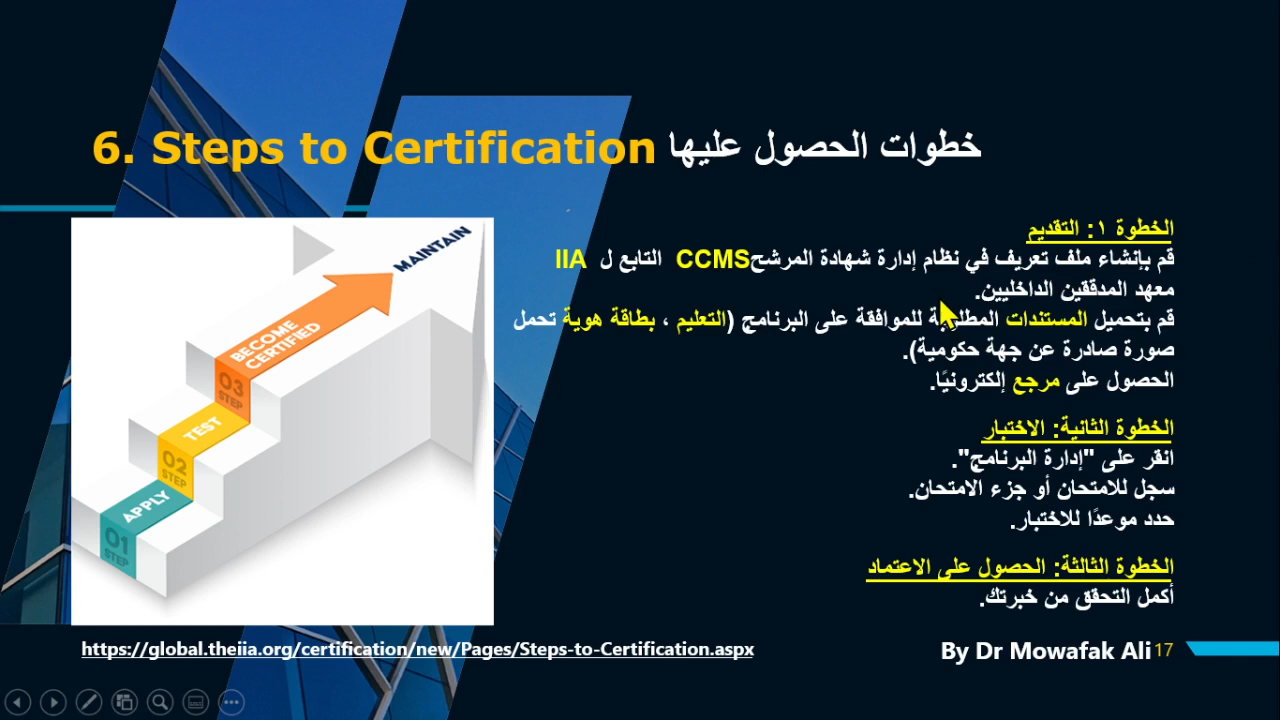 6. Steps to Certification خطوات الحصول عليها
الخطوة ١: التقديم
قم بإنشاء ملف تعريف في نظام إدارة شهادة المرشحCCMS التابع ل IIA
معهد المدققين الداخليين.
قم بتحميل المستندات المطلوبة للموافقة على البرنامج (التعليم ، بطاقة هوية تحمل
صورة صادرة عن جهة حكومية).
الحصول على مرجع إلكترونيًا.
الخطوة الثانية: الاختبار
انقر على "إدارة البرنامج".
سجل للامتحان أو جزء الامتحان.
حدد موعدًا للاختبار.
الخطوة الثالثة: الحصول على الاعتماد
أكمل التحقق من خبرتك.
MAINTAIN
BECOME
CERTIFIED
03
STEP
TEST
02
STEP
APPLY
01
STEP
https://global.theiia.org/certification/new/Pages/Steps-to-Certification.aspx
By Dr Mowafak Ali 17